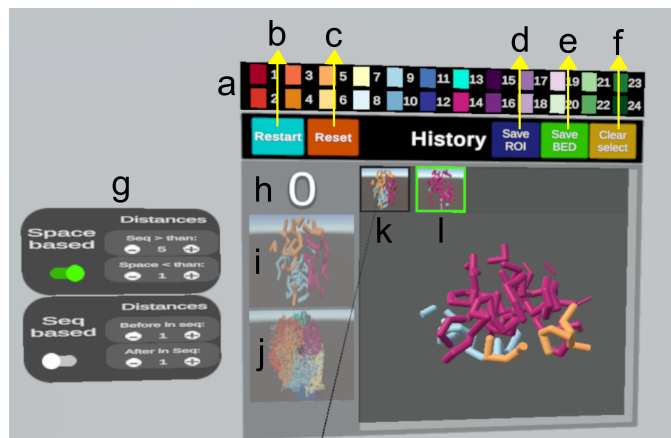 b c d e f
a
1 3 5 7 9 11 13 15 17 19 21 23
2 4 6 8 10 12 14 16 18 20 22 24
Restart Reset History Save ROI Save BED Clear select
g
h 0
k l
Space based
Distances
Seq > than:
5
Space < than:
1
i
Seq based
Distances
Before in seq:
1
After in Seq:
1
j